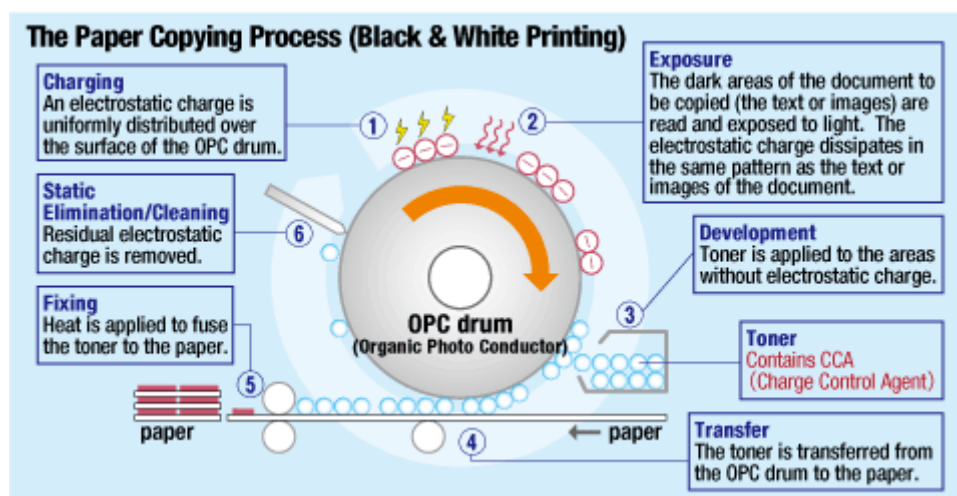 The Paper Copying Process (Black & White Printing)
Charging
An electrostatic charge is
uniformly distributed over
the surface of the OPC drum.
1
2
Exposure
The dark areas of the document to
be copied (the text or images) are
read and exposed to light. The
electrostatic charge dissipates in
the same pattern as the text or
images of the document.
Static
Elimination/Cleaning
Residual electrostatic
charge is removed.
6
Development
Toner is applied to the areas
without electrostatic charge.
3
Fixing
Heat is applied to fuse
the toner to the paper.
5
OPC drum
(Organic Photo Conductor)
Toner
Contains CCA
(Charge Control Agent)
paper
4
paper
Transfer
The toner is transferred from
the OPC drum to the paper.